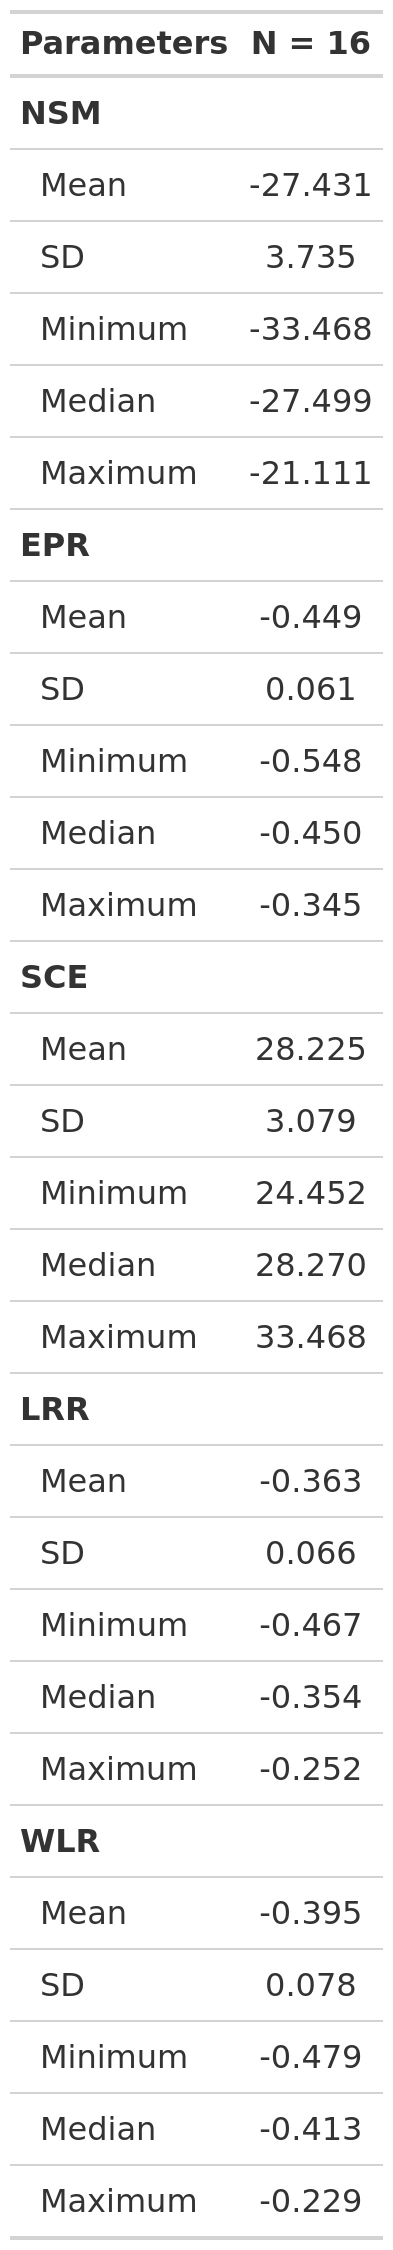 Parameters N = 16
NSM
Mean -27.431
SD 3.735
Minimum -33.468
Median -27.499
Maximum -21.111
EPR
Mean -0.449
SD 0.061
Minimum -0.548
Median -0.450
Maximum -0.345
SCE
Mean 28.225
SD 3.079
Minimum 24.452
Median 28.270
Maximum 33.468
LRR
Mean -0.363
SD 0.066
Minimum -0.467
Median -0.354
Maximum -0.252
WLR
Mean -0.395
SD 0.078
Minimum -0.479
Median -0.413
Maximum -0.229